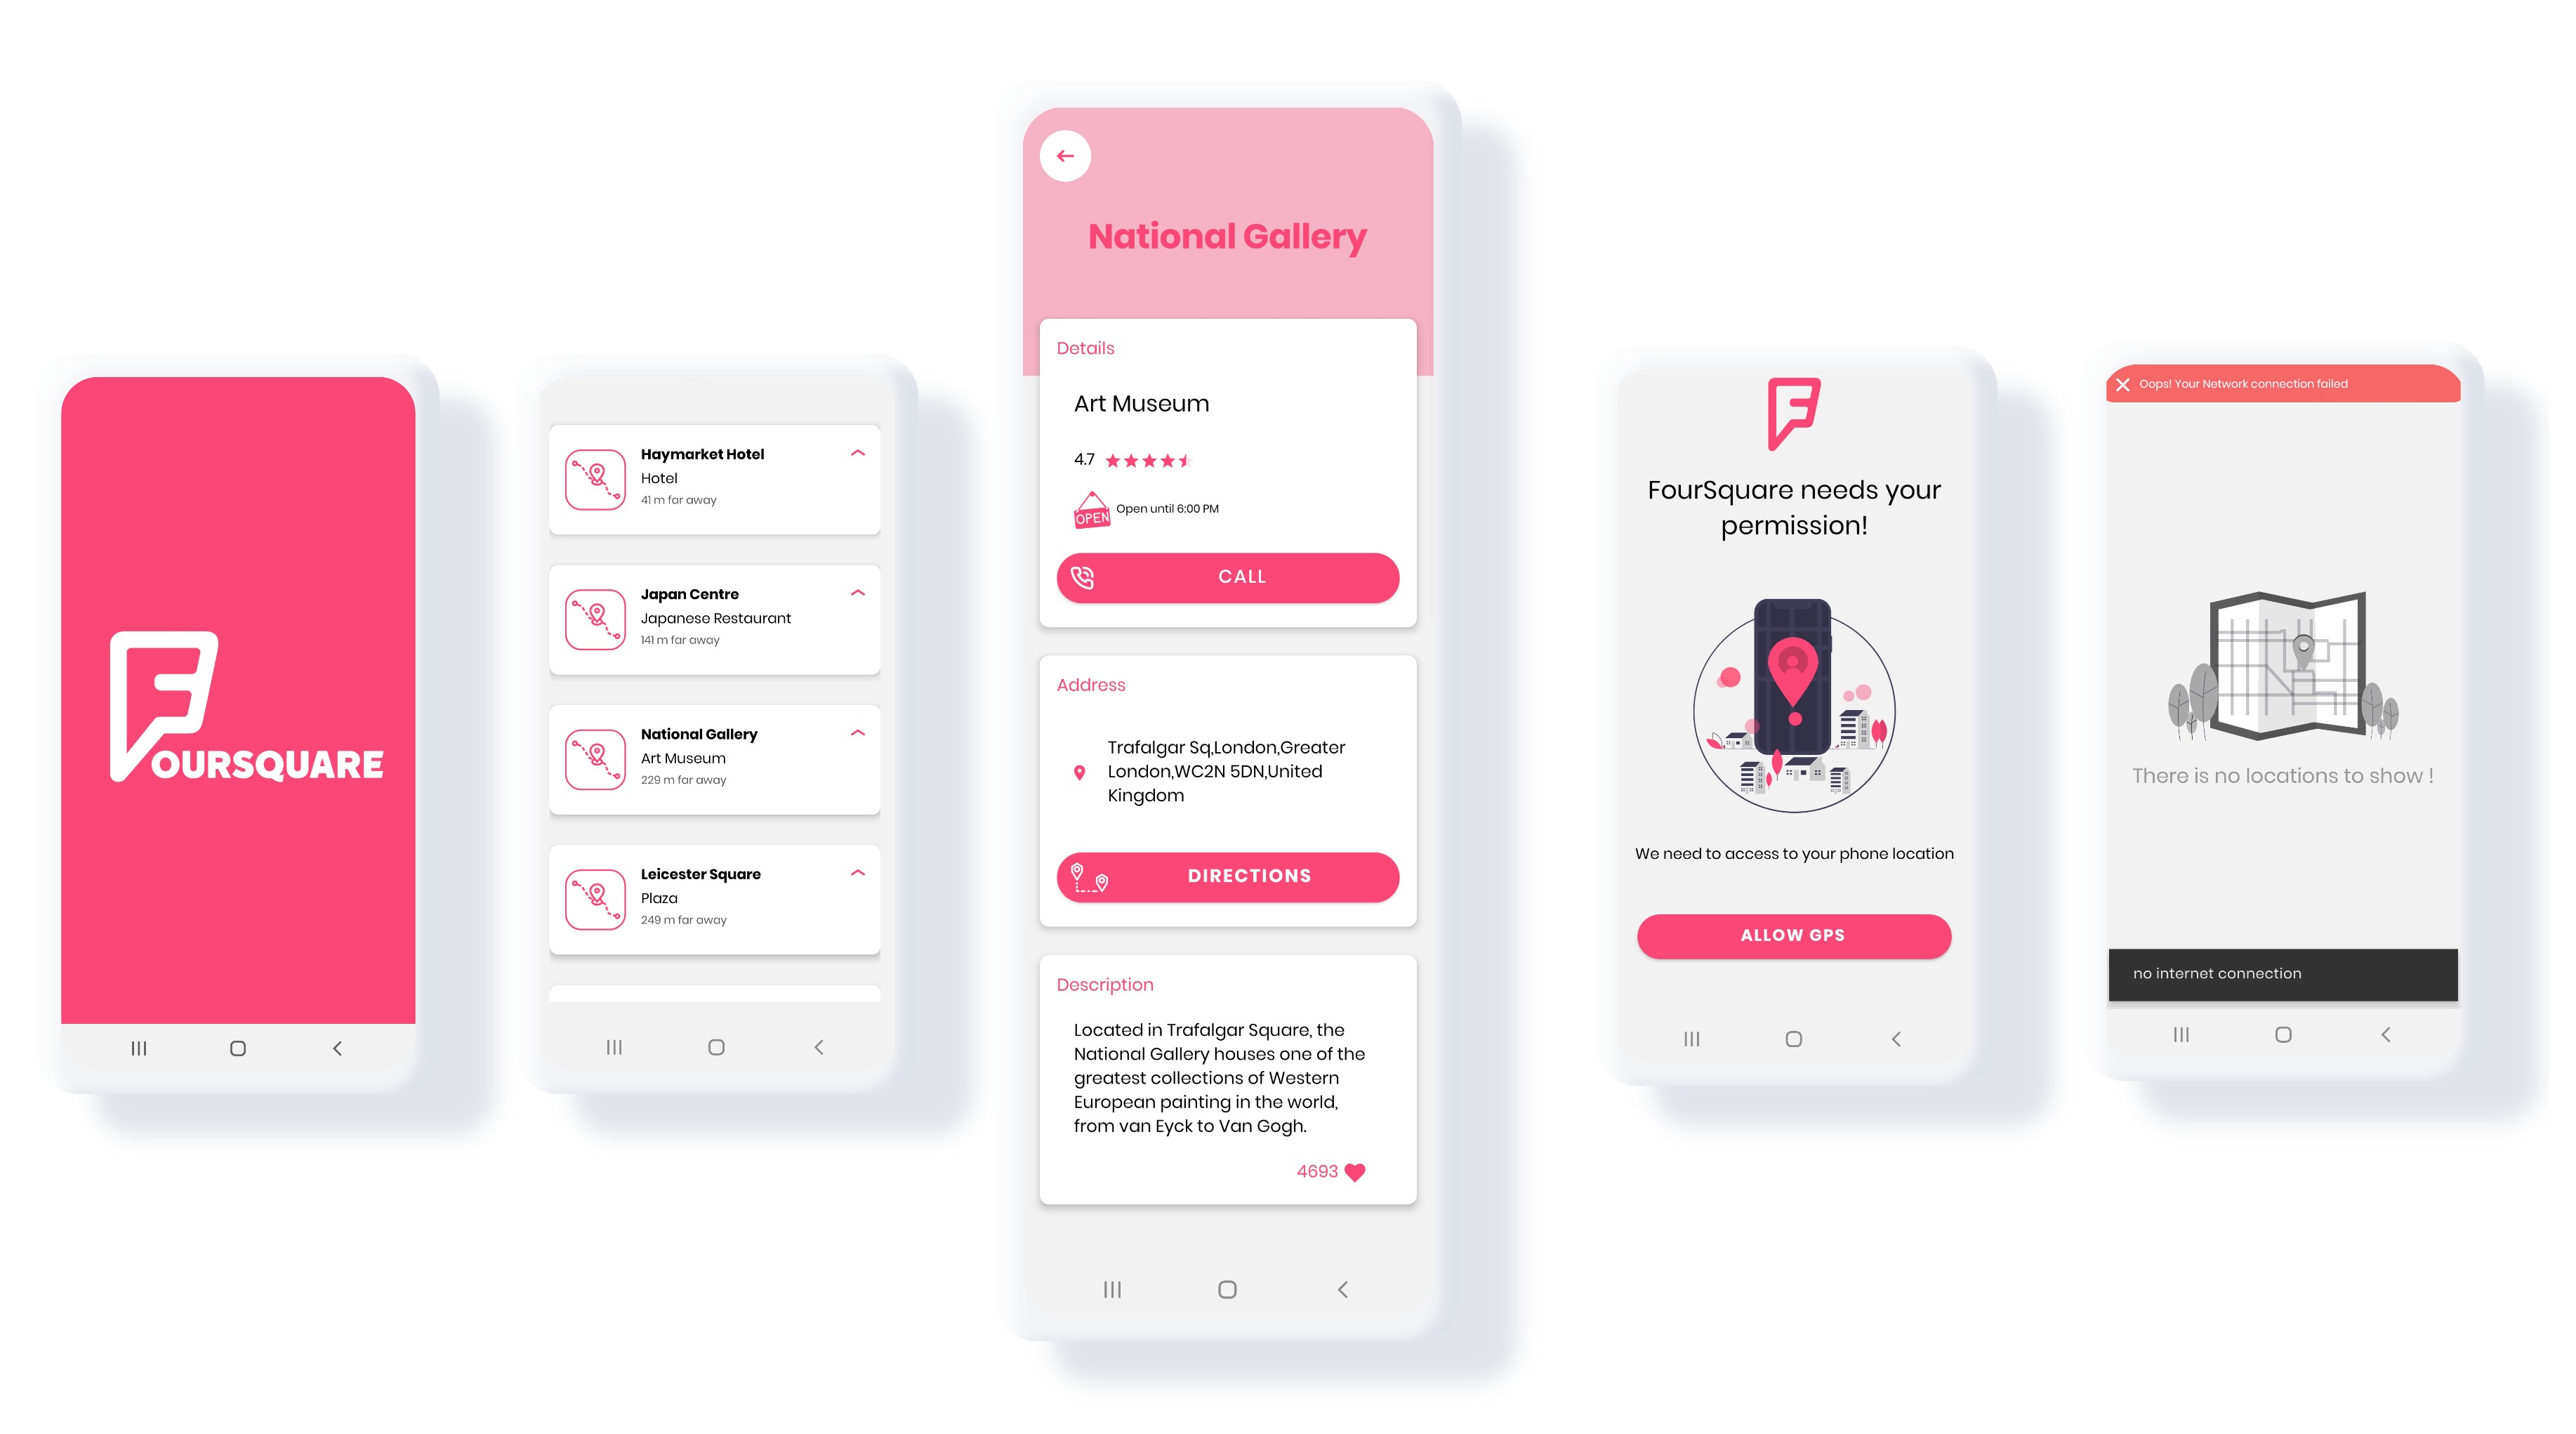 FOURSQUARE
Haymarket Hotel
Hotel
41 m far away
Japan Centre
Japanese Restaurant
141 m far away
National Gallery
Art Museum
229 m far away
Leicester Square
Plaza
249 m far away
National Gallery
Details
Art Museum
4.7
OPEN
Open until 6:00 PM
CALL
Address
Trafalgar Sq,London,Greater
London,WC2N 5DN,United
Kingdom
DIRECTIONS
Description
Located in Trafalgar Square, the
National Gallery houses one of the
greatest collections of Western
European painting in the world,
from van Eyck to Van Gogh.
4693
F
FourSquare needs your
permission!
We need to access to your phone location
ALLOW GPS
Oops! Your Network connection failed
There is no locations to show !
no internet connection